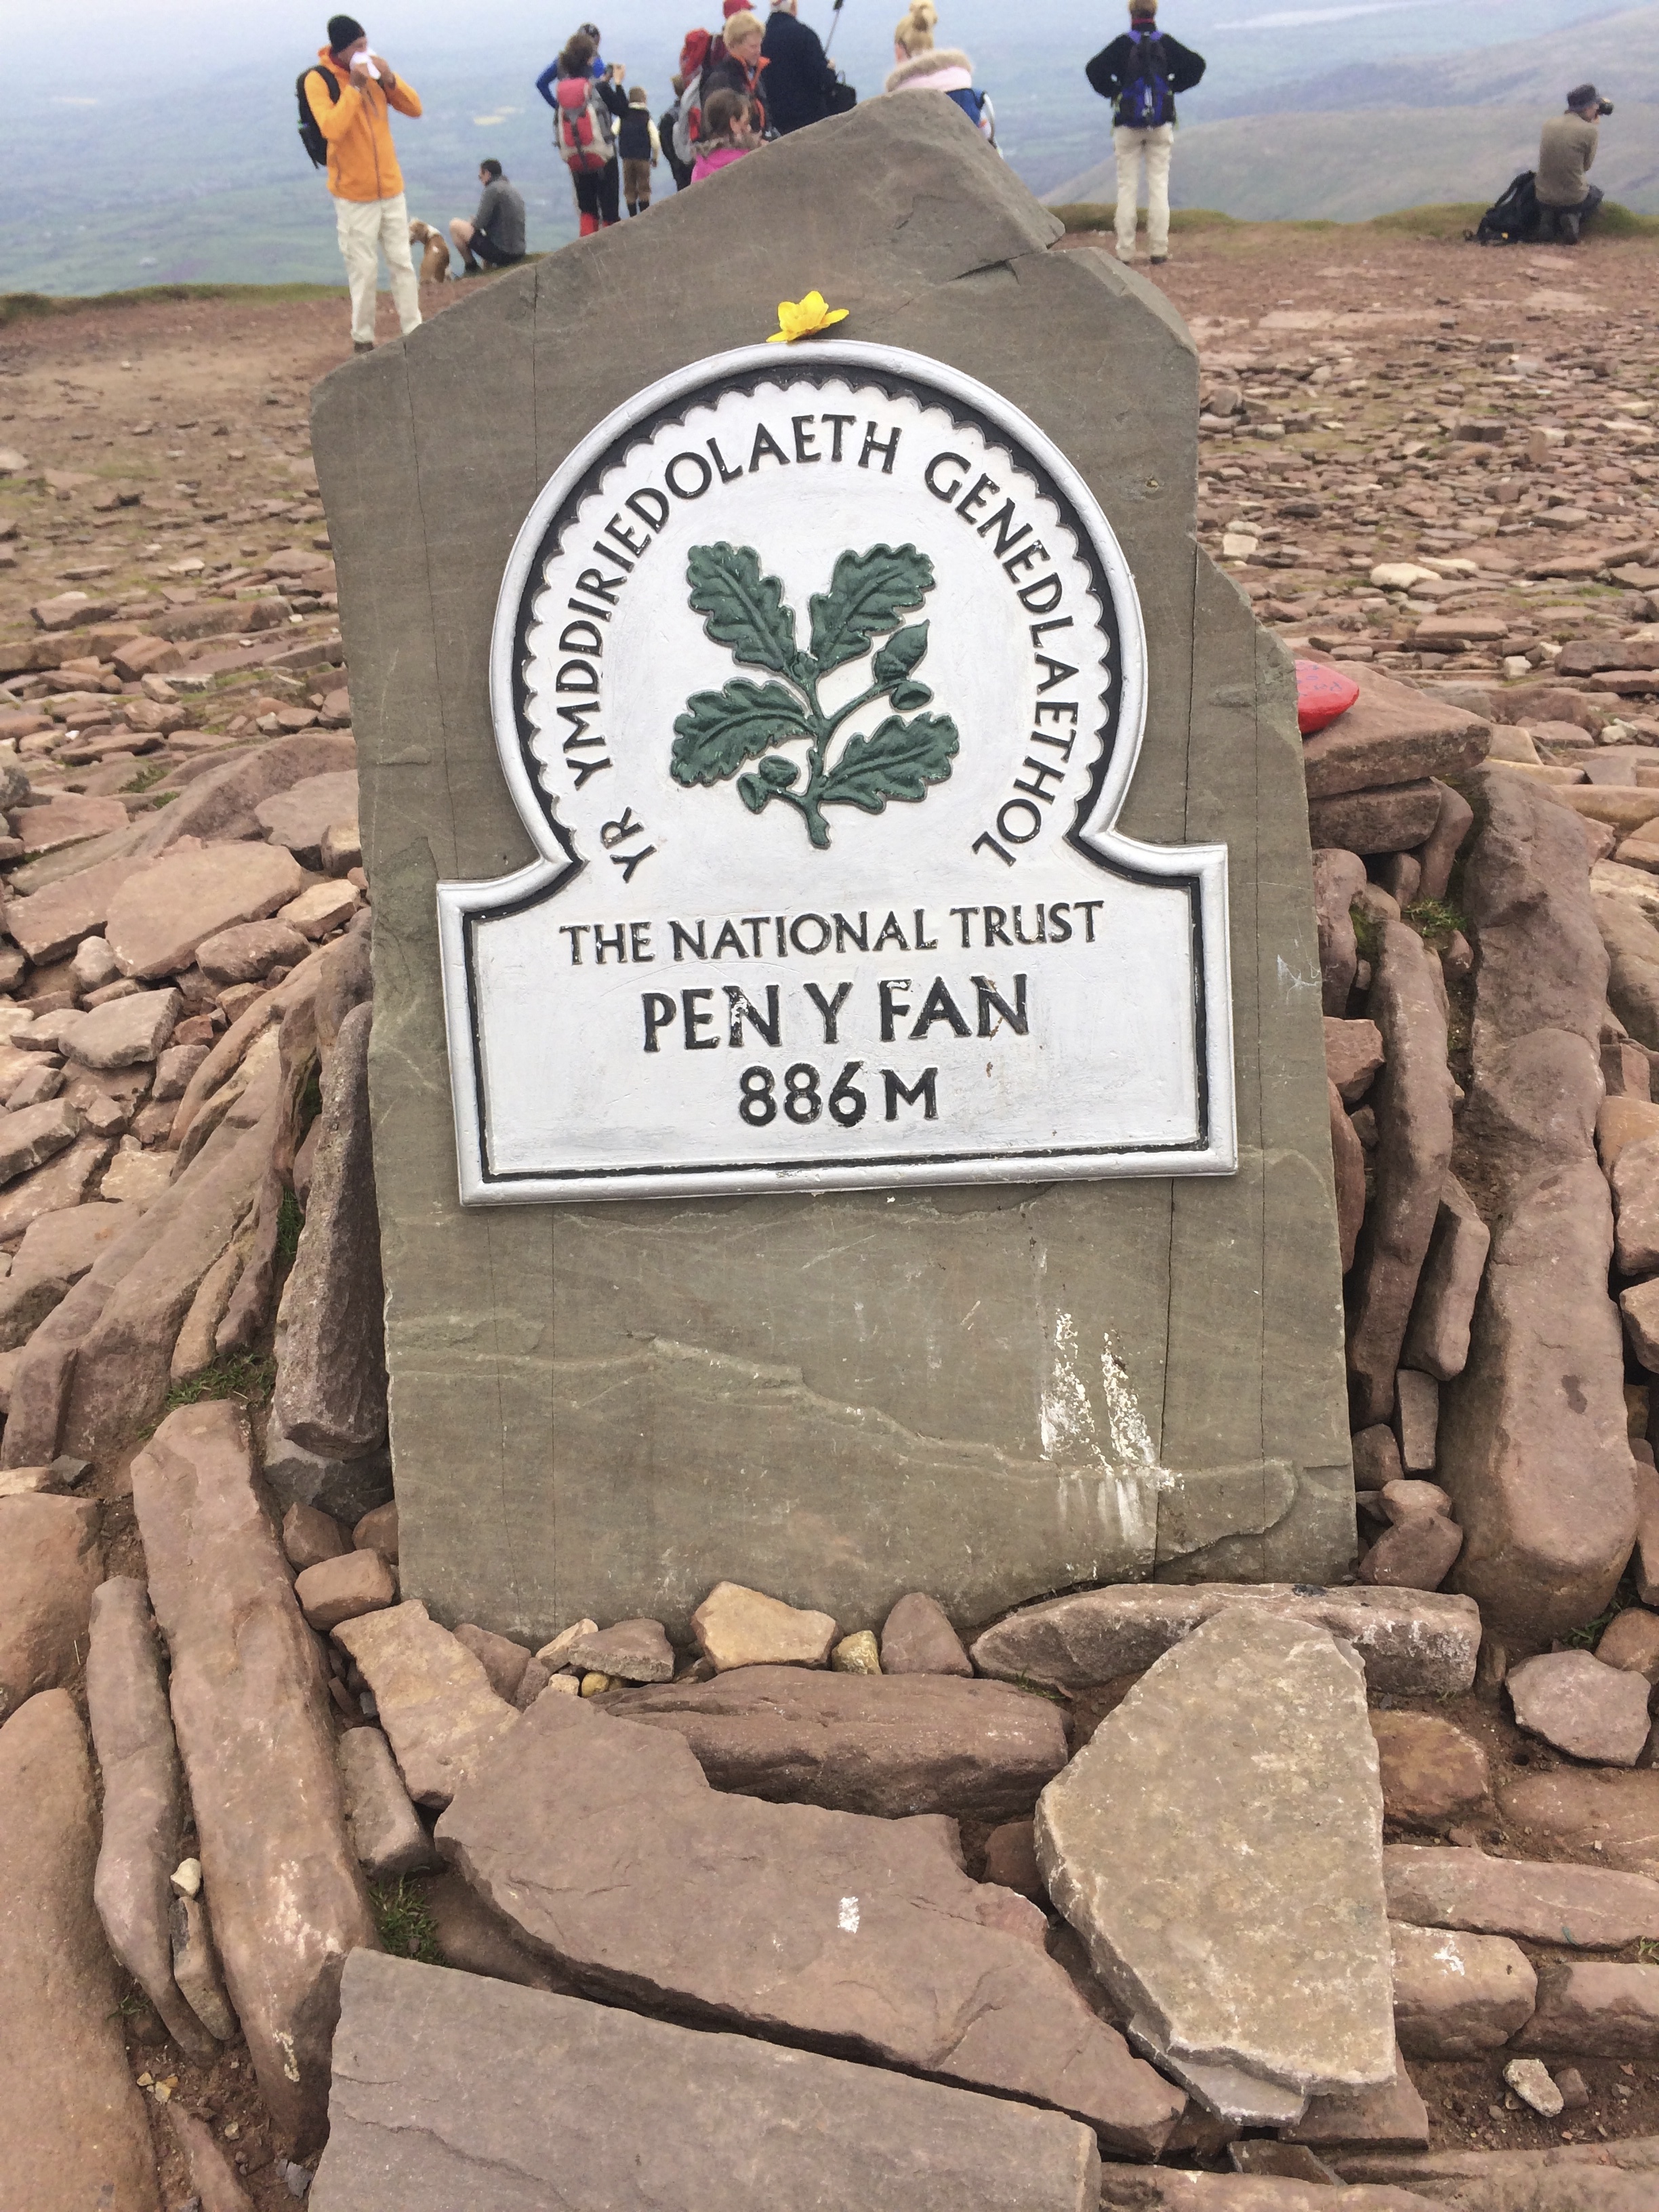 YR YMDDIRIEDOLAETH GENEDLAETHOL
THE NATIONAL TRUST
PEN Y FAN
886 M